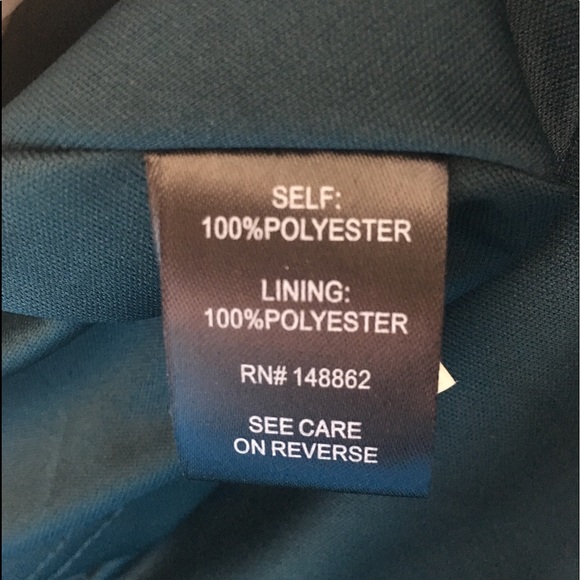 SELF:
100%POLYESTER
LINING:
100%POLYESTER
RN# 148862
SEE CARE
ON REVERSE